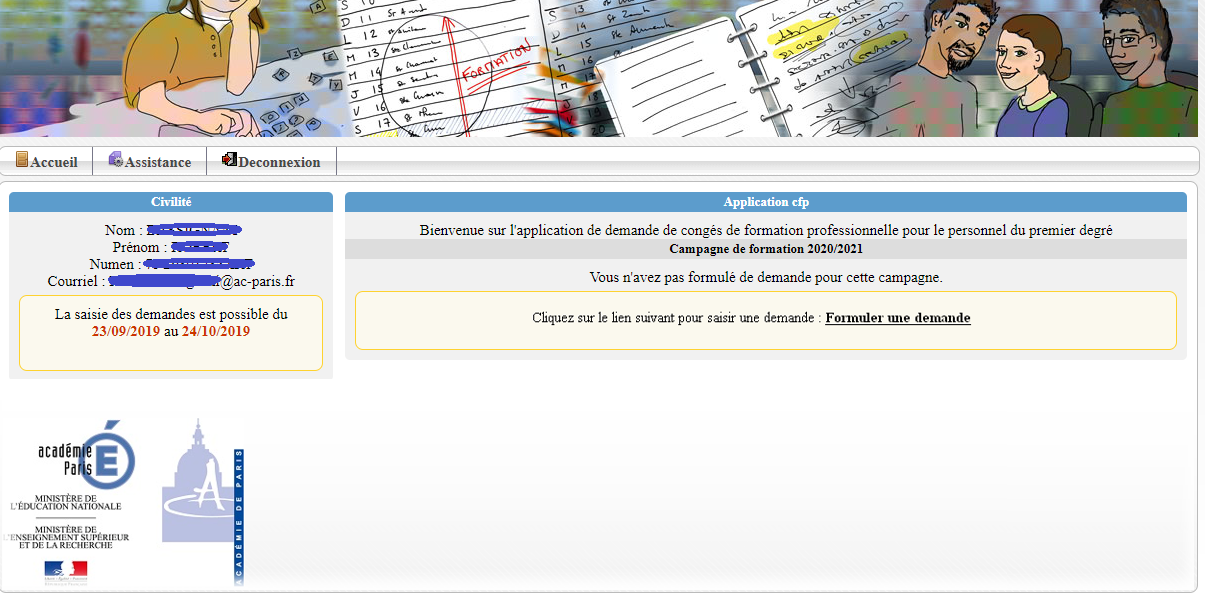 FORMATION
Accueil
Assistance
Deconnexion
Civilité
Nom :
Prénom :
Numen :
Courriel : @ac-paris.fr
La saisie des demandes est possible du
23/09/2019 au 24/10/2019
Application cfp
Bienvenue sur l'application de demande de congés de formation professionnelle pour le personnel du premier degré
Campagne de formation 2020/2021
Vous n'avez pas formulé de demande pour cette campagne.
Cliquez sur le lien suivant pour saisir une demande : Formuler une demande
académie
Paris
É
MINISTÈRE DE
L'ÉDUCATION NATIONALE
MINISTÈRE DE
L'ENSEIGNEMENT SUPÉRIEUR
ET DE LA RECHERCHE
A
ACADÉMIE DE PARIS